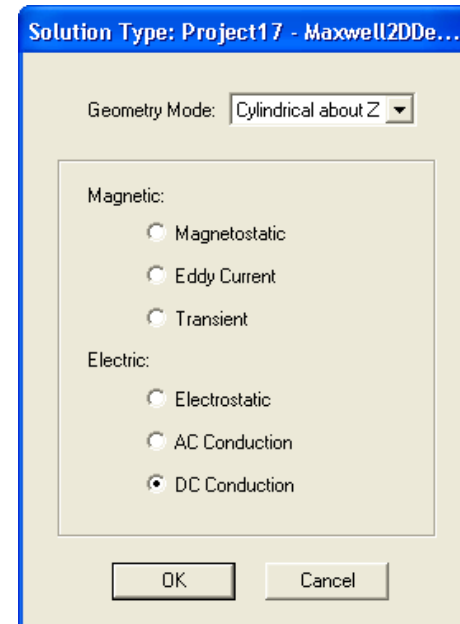 Solution Type: Project17 - Maxwell2DDe...
Geometry Mode: Cylindrical about Z
Magnetic:
Magnetostatic
Eddy Current
Transient
Electric:
Electrostatic
AC Conduction
DC Conduction
OK Cancel